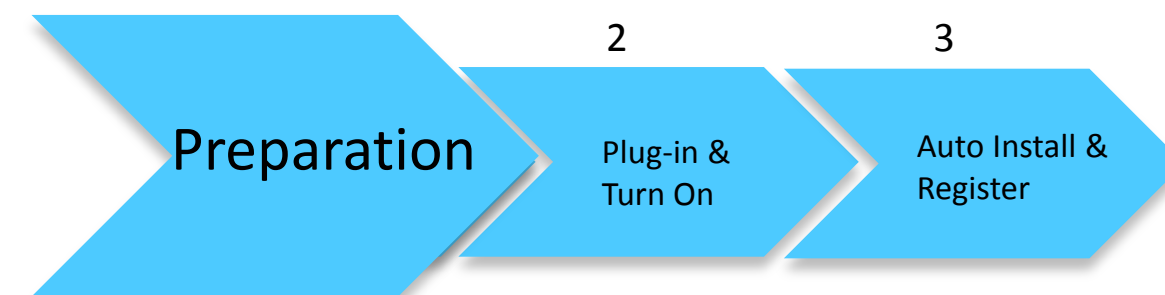 Preparation
2
Plug-in &
Turn On
3
Auto Install &
Register